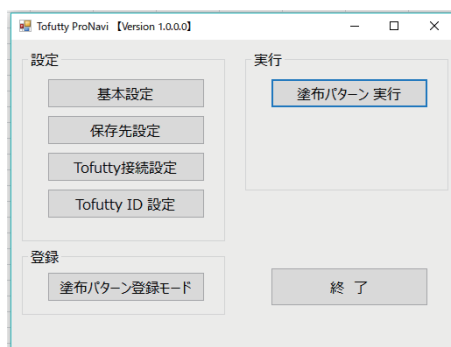 Tofutty ProNavi 【Version 1.0.0.0】
設定
基本設定
保存先設定
Tofutty接続設定
Tofutty ID 設定
登録
塗布パターン登録モード
実行
塗布パターン 実行
終 了